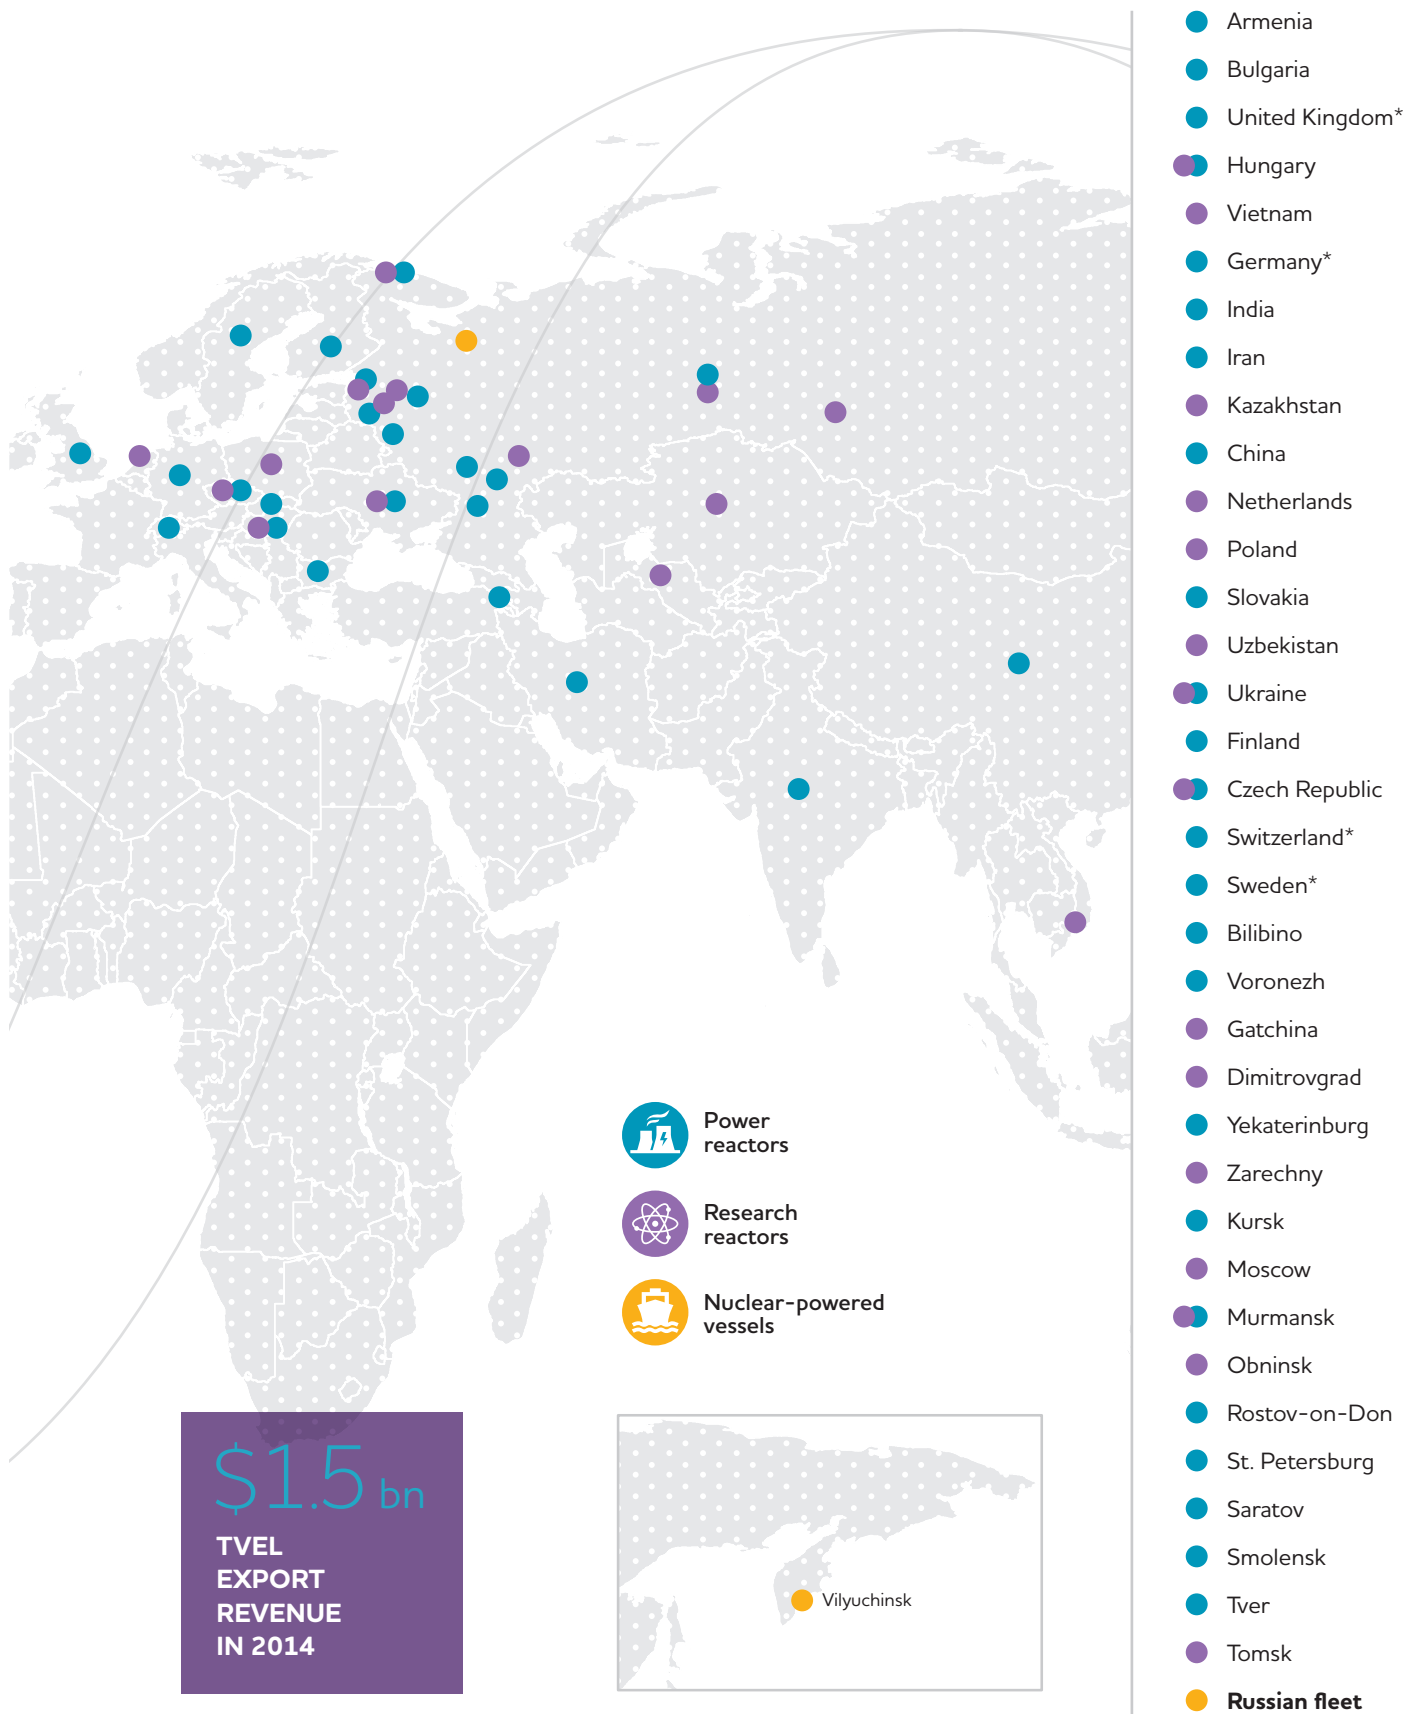 Armenia
Bulgaria
United Kingdom*
Hungary
Vietnam
Germany*
India
Iran
Kazakhstan
China
Netherlands
Poland
Slovakia
Uzbekistan
Ukraine
Finland
Czech Republic
Switzerland*
Sweden*
Bilibino
Voronezh
Gatchina
Dimitrovgrad
Yekaterinburg
Zarechny
Kursk
Moscow
Murmansk
Obninsk
Rostov-on-Don
St. Petersburg
Saratov
Smolensk
Tver
Tomsk
Russian fleet
Power
reactors
Research
reactors
Nuclear-powered
vessels
$1.5 bn
TVEL
EXPORT
REVENUE
IN 2014
Vilyuchinsk